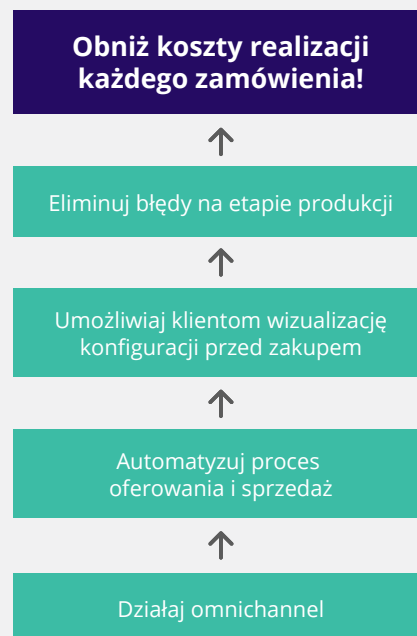 Obniż koszty realizacji
każdego zamówienia!
Eliminuj błędy na etapie produkcji
Umożliwiaj klientom wizualizację
konfiguracji przed zakupem
Automatyzuj proces
oferowania i sprzedaż
Działaj omnichannel